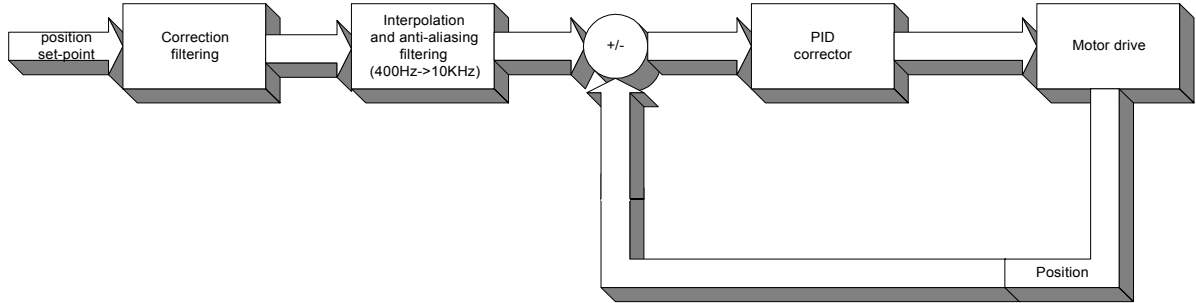 position
set-point
Correction
filtering
Interpolation
and anti-aliasing
filtering
(400Hz->10KHz)
+/-
PID
corrector
Motor drive
Position